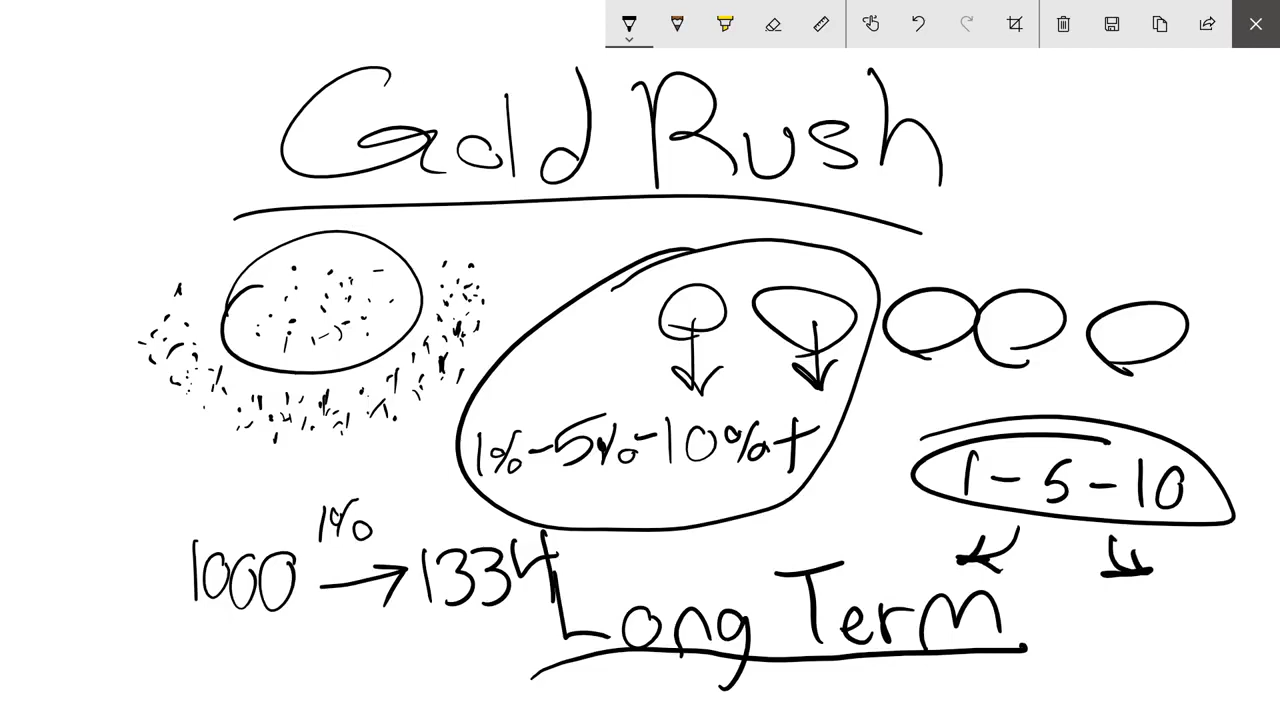 Gold Rush
1%-5%-10%+
1-5-10
1%
1000 → 1334
Long Term